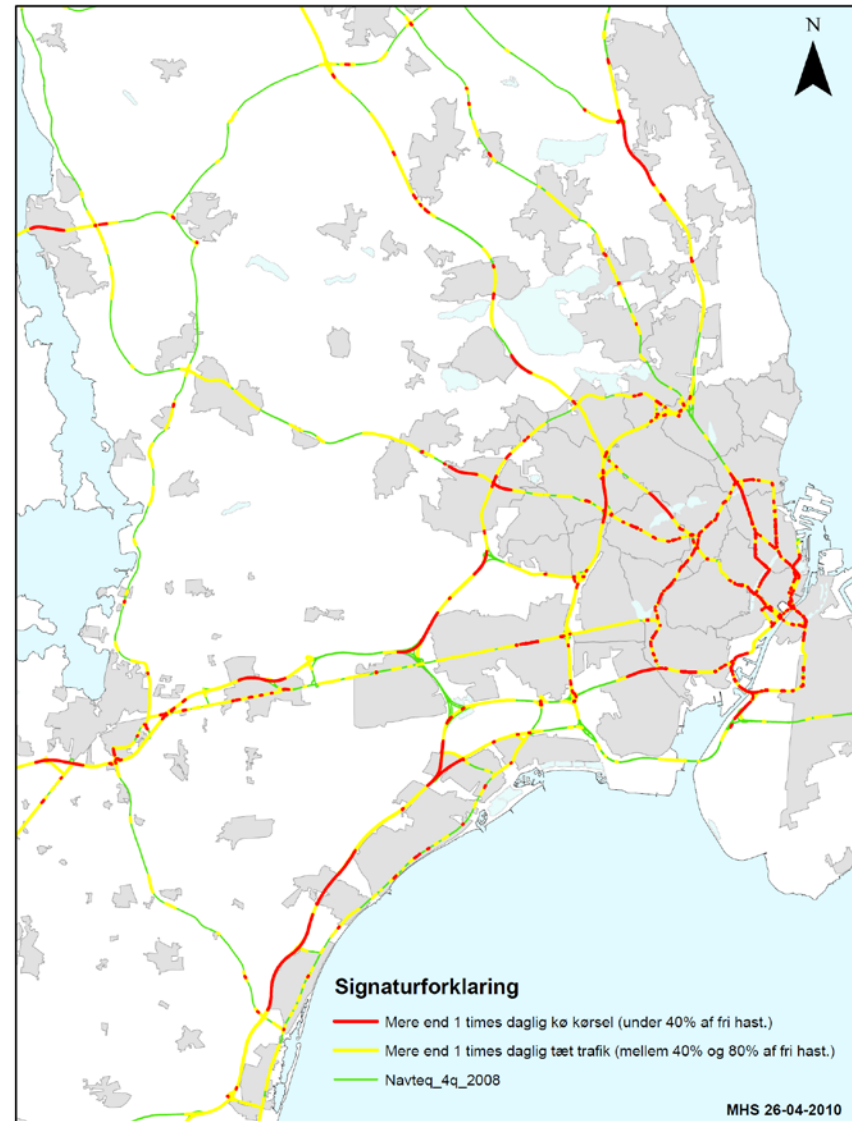 N
Signaturforklaring
Mere end 1 times daglig kø kørsel (under 40% af fri hast.)
Mere end 1 times daglig tæt trafik (mellem 40% og 80% af fri hast.)
Navteq_4q_2008
MHS 26-04-2010